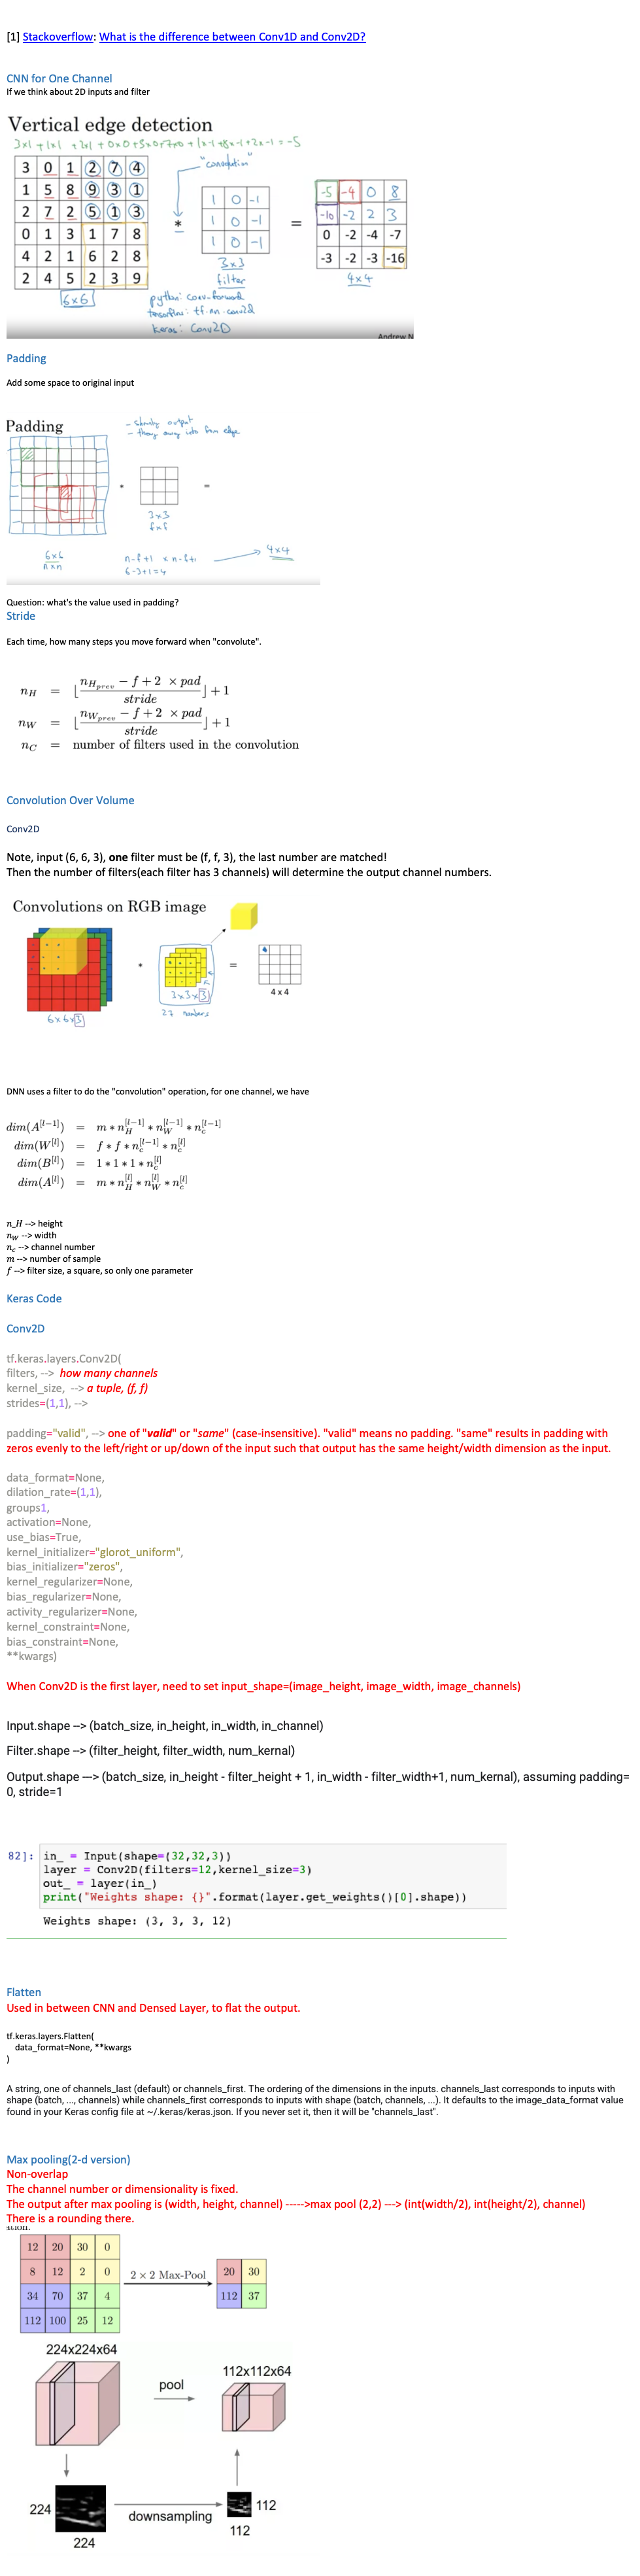 [1] Stackoverflow: What is the difference between Conv1D and Conv2D?
CNN for One Channel
If we think about 2D inputs and filter
Vertical edge detection
3x1 + 1x1 + 2x1 + 0x0 + 5x0 + 7x0 + 1x-1 + 8x-1 + 2x-1 = -5
"convolution"
3 0 1 2 7 4
1 5 8 9 3 1
2 7 2 5 1 3
0 1 3 1 7 8
4 2 1 6 2 8
2 4 5 2 3 9
6x6
*
1 0 -1
1 0 -1
1 0 -1
3x3
filter
=
-5 -4 0 8
-10 -2 2 3
0 -2 -4 -7
-3 -2 -3 -16
4x4
python: conv-forward
tensorflow: tf.nn.conv2d
Keras: Conv2D
Andrew N
Padding
Add some space to original input
Padding
- shrinky output
- throw away info from edge
*
=
3x3
fxf
6x6
nxn
n-f+1 x n-f+1
6-3+1=4
4x4
Question: what's the value used in padding?
Stride
Each time, how many steps you move forward when "convolute".
n_H = ⌊(n_Hprev − f + 2 × pad)/stride⌋ + 1
n_W = ⌊(n_Wprev − f + 2 × pad)/stride⌋ + 1
n_C = number of filters used in the convolution
Convolution Over Volume
Conv2D
Note, input (6, 6, 3), one filter must be (f, f, 3), the last number are matched!
Then the number of filters(each filter has 3 channels) will determine the output channel numbers.
Convolutions on RGB image
*
=
6x6x3
3x3x3
27 numbers
4 x 4
DNN uses a filter to do the "convolution" operation, for one channel, we have
dim(A^[l−1]) = m * n_H^[l−1] * n_W^[l−1] * n_c^[l−1]
dim(W^[l]) = f * f * n_c^[l−1] * n_c^[l]
dim(B^[l]) = 1 * 1 * 1 * n_c^[l]
dim(A^[l]) = m * n_H^[l] * n_W^[l] * n_c^[l]
n_H --> height
n_W --> width
n_c --> channel number
m --> number of sample
f --> filter size, a square, so only one parameter
Keras Code
Conv2D
tf.keras.layers.Conv2D(
filters, --> how many channels
kernel_size, --> a tuple, (f, f)
strides=(1,1), -->
padding="valid", --> one of "valid" or "same" (case-insensitive). "valid" means no padding. "same" results in padding with
zeros evenly to the left/right or up/down of the input such that output has the same height/width dimension as the input.
data_format=None,
dilation_rate=(1,1),
groups1,
activation=None,
use_bias=True,
kernel_initializer="glorot_uniform",
bias_initializer="zeros",
kernel_regularizer=None,
bias_regularizer=None,
activity_regularizer=None,
kernel_constraint=None,
bias_constraint=None,
**kwargs)
When Conv2D is the first layer, need to set input_shape=(image_height, image_width, image_channels)
Input.shape --> (batch_size, in_height, in_width, in_channel)
Filter.shape --> (filter_height, filter_width, num_kernal)
Output.shape ---> (batch_size, in_height - filter_height + 1, in_width - filter_width+1, num_kernal), assuming padding=
0, stride=1
82]: in_ = Input(shape=(32,32,3))
layer = Conv2D(filters=12,kernel_size=3)
out_ = layer(in_)
print("Weights shape: {}".format(layer.get_weights()[0].shape))
Weights shape: (3, 3, 3, 12)
Flatten
Used in between CNN and Densed Layer, to flat the output.
tf.keras.layers.Flatten(
data_format=None, **kwargs
)
A string, one of channels_last (default) or channels_first. The ordering of the dimensions in the inputs. channels_last corresponds to inputs with
shape (batch, ..., channels) while channels_first corresponds to inputs with shape (batch, channels, ...). It defaults to the image_data_format value
found in your Keras config file at ~/.keras/keras.json. If you never set it, then it will be "channels_last".
Max pooling(2-d version)
Non-overlap
The channel number or dimensionality is fixed.
The output after max pooling is (width, height, channel) ----->max pool (2,2) ---> (int(width/2), int(height/2), channel)
There is a rounding there.
12 20 30 0
8 12 2 0
34 70 37 4
112 100 25 12
2 × 2 Max-Pool
20 30
112 37
224x224x64
pool
112x112x64
224
224
downsampling
112
112